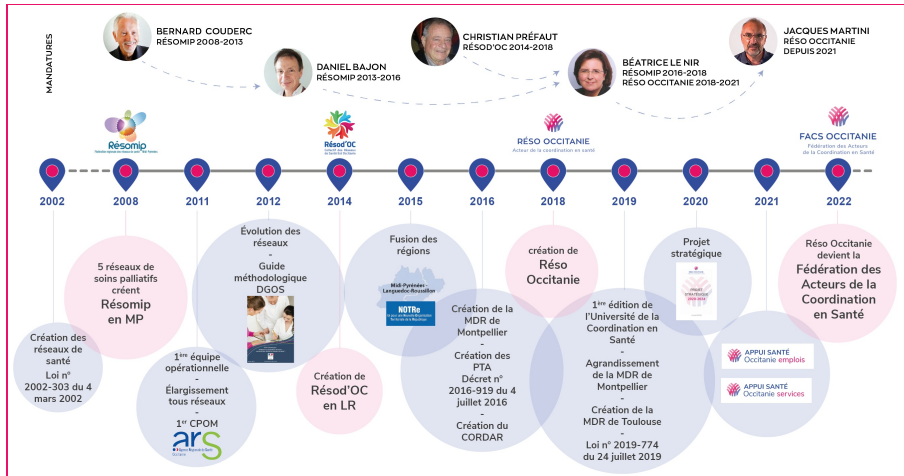 MANDATURES
BERNARD COUDERC
RÉSOMIP 2008-2013
DANIEL BAJON
RÉSOMIP 2013-2016
CHRISTIAN PRÉFAUT
RÉSOD'OC 2014-2018
BÉATRICE LE NIR
RÉSOMIP 2016-2018
RÉSO OCCITANIE 2018-2021
JACQUES MARTINI
RÉSO OCCITANIE
DEPUIS 2021
Résomip
Résod'OC
RÉSO OCCITANIE
Acteur de la coordination en santé
FACS OCCITANIE
Fédération des Acteurs
de la Coordination en Santé
2002
2008
2011
2012
2014
2015
2016
2018
2019
2020
2021
2022
Création des
réseaux de
santé
Loi n°
2002-303 du 4
mars 2002
5 réseaux de
soins palliatifs
créent
Résomip
en MP
1ère équipe
opérationnelle
-
Élargissement
tous réseaux
-
1er CPOM
ars
Évolution des
réseaux
-
Guide
méthodologique
DGOS
Création de
Résod'OC
en LR
Fusion des
régions
Midi-Pyrénées -
Languedoc-Roussillon
NOTRe
Création de la
MDR de
Montpellier
-
Création des
PTA
Décret n°
2016-919 du 4
juillet 2016
-
Création du
CORDAR
création de
Réso
Occitanie
1ère édition de
l'Université de la
Coordination en
Santé
-
Agrandissement
de la MDR de
Montpellier
-
Création de la
MDR de Toulouse
-
Loi n° 2019-774
du 24 juillet 2019
Projet
stratégique
PROJET
STRATÉGIQUE
APPUI SANTÉ
Occitanie emplois
APPUI SANTÉ
Occitanie services
Réso Occitanie
devient la
Fédération des
Acteurs de la
Coordination
en Santé